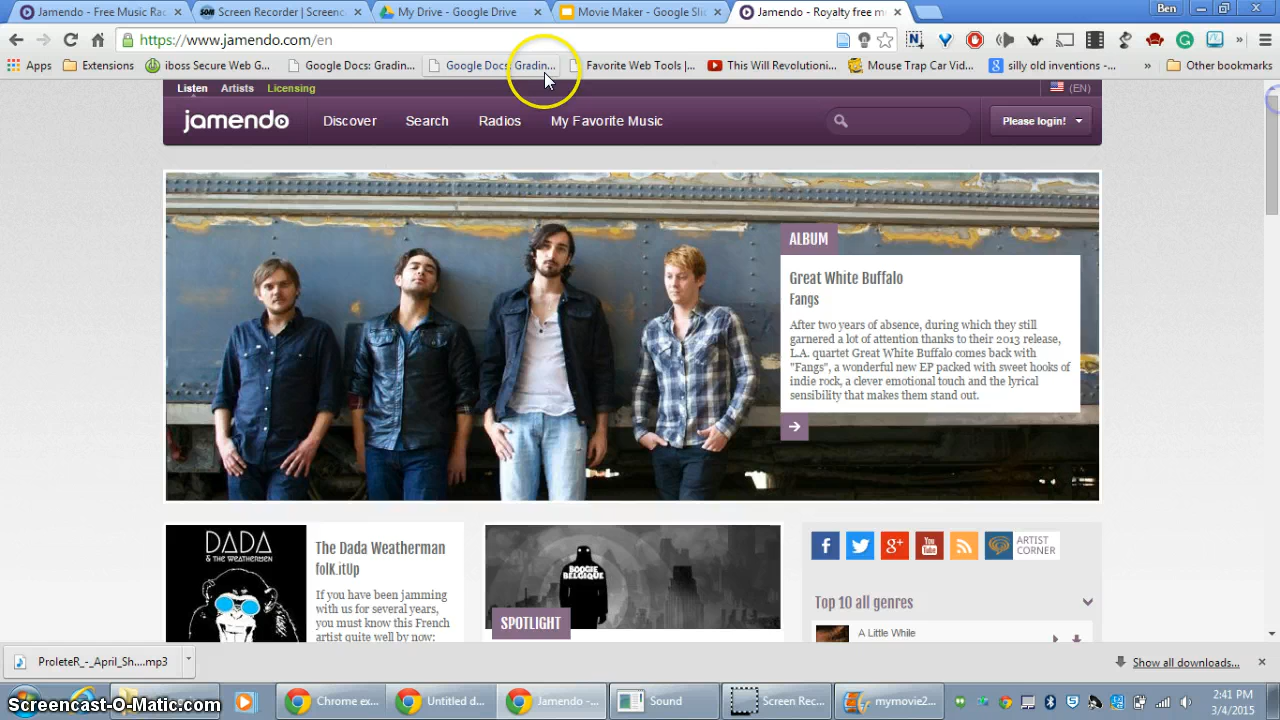 Jamendo - Free Music Rac
Screen Recorder | Screenc
My Drive - Google Drive
Movie Maker - Google Slic
Jamendo - Royalty free m
Ben
https://www.jamendo.com/en
Apps
Extensions
iboss Secure Web G...
Google Docs: Gradin...
Google Docs: Gradin...
Favorite Web Tools |...
This Will Revolutioni...
Mouse Trap Car Vid...
silly old inventions -...
»
Other bookmarks
Listen
Artists
Licensing
(EN)
jamendo
Discover
Search
Radios
My Favorite Music
Please login!
ALBUM
Great White Buffalo
Fangs
After two years of absence, during which they still
garnered a lot of attention thanks to their 2013 release,
L.A. quartet Great White Buffalo comes back with
"Fangs", a wonderful new EP packed with sweet hooks of
indie rock, a clever emotional touch and the lyrical
sensibility that makes them stand out.
DADA
& THE WEATHERMEN
The Dada Weatherman
folK.itUp
If you have been jamming
with us for several years,
you must know this French
artist quite well by now:
BOOGIE
BELGIQUE
SPOTLIGHT
You
Tube
ARTIST
CORNER
Top 10 all genres
A Little While
ProleteR_-_April_Sh....mp3
Show all downloads...
Chrome ex...
Untitled d...
Jamendo -...
Sound
Screen Rec...
mymovie2...
2:41 PM
3/4/2015
Screencast-O-Matic.com